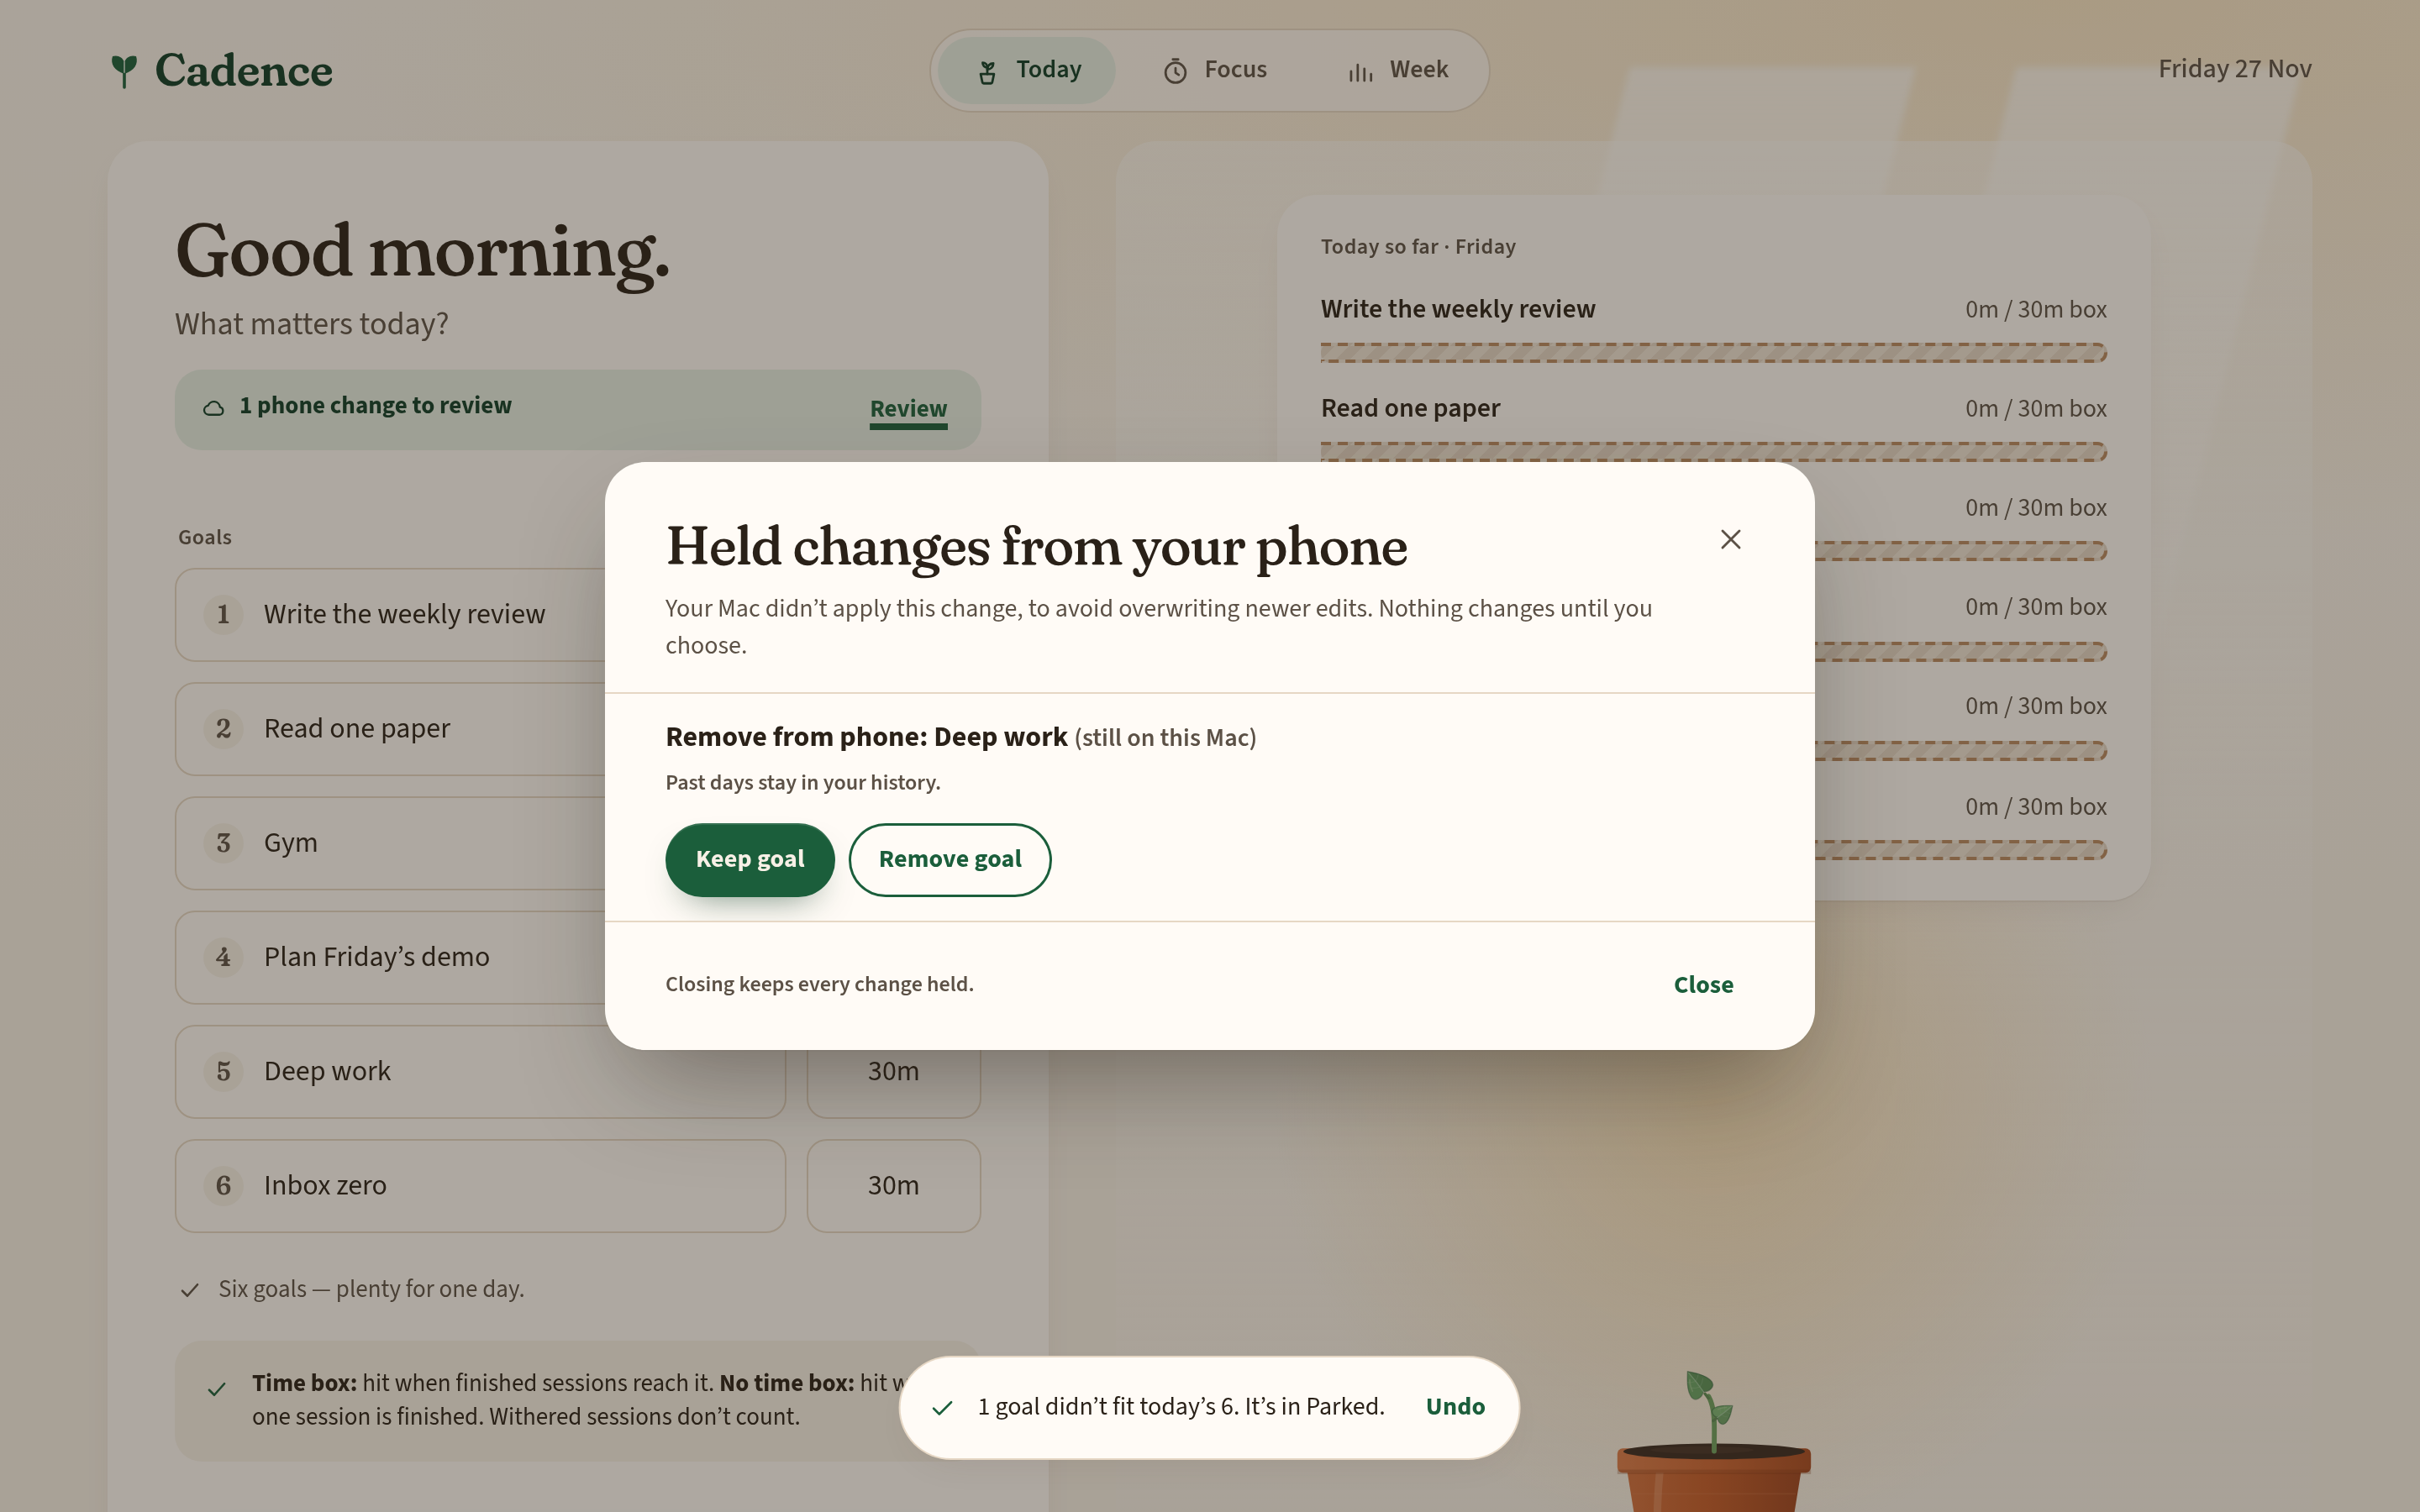 Cadence
Today
Focus
Week
Friday 27 Nov
Good morning.
What matters today?
1 phone change to review
Review
Goals
1 Write the weekly review
2 Read one paper
3 Gym
4 Plan Friday’s demo
5 Deep work 30m
6 Inbox zero 30m
Six goals — plenty for one day.
Time box: hit when finished sessions reach it. No time box: hit
one session is finished. Withered sessions don’t count.
Today so far · Friday
Write the weekly review 0m / 30m box
Read one paper 0m / 30m box
0m / 30m box
0m / 30m box
0m / 30m box
0m / 30m box
Held changes from your phone
Your Mac didn’t apply this change, to avoid overwriting newer edits. Nothing changes until you
choose.
Remove from phone: Deep work (still on this Mac)
Past days stay in your history.
Keep goal
Remove goal
Closing keeps every change held.
Close
1 goal didn’t fit today’s 6. It’s in Parked.
Undo